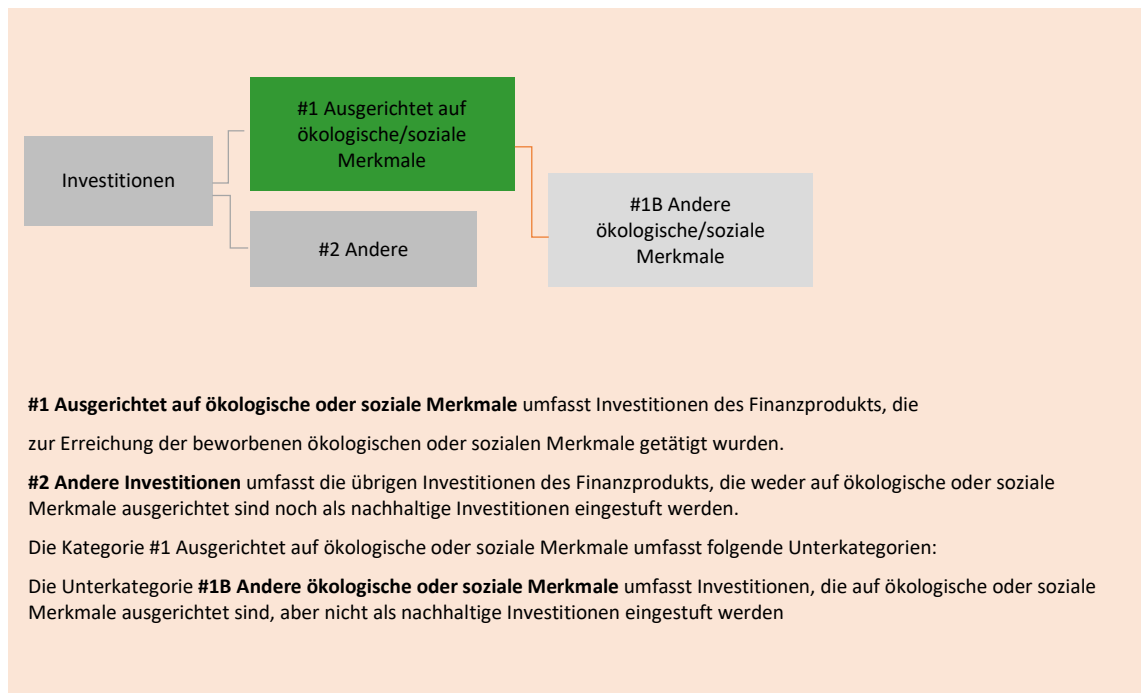 #1 Ausgerichtet auf
ökologische/soziale
Merkmale
Investitionen
#1B Andere
ökologische/soziale
Merkmale
#2 Andere
#1 Ausgerichtet auf ökologische oder soziale Merkmale umfasst Investitionen des Finanzprodukts, die
zur Erreichung der beworbenen ökologischen oder sozialen Merkmale getätigt wurden.
#2 Andere Investitionen umfasst die übrigen Investitionen des Finanzprodukts, die weder auf ökologische oder soziale
Merkmale ausgerichtet sind noch als nachhaltige Investitionen eingestuft werden.
Die Kategorie #1 Ausgerichtet auf ökologische oder soziale Merkmale umfasst folgende Unterkategorien:
Die Unterkategorie #1B Andere ökologische oder soziale Merkmale umfasst Investitionen, die auf ökologische oder soziale
Merkmale ausgerichtet sind, aber nicht als nachhaltige Investitionen eingestuft werden